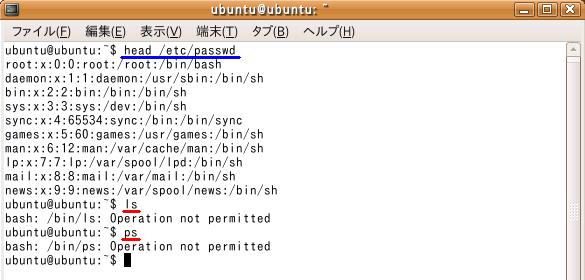 ubuntu@ubuntu: ~
ファイル(F) 編集(E) 表示(V) 端末(T) タブ(B) ヘルプ(H)
ubuntu@ubuntu:~$ head /etc/passwd
root:x:0:0:root:/root:/bin/bash
daemon:x:1:1:daemon:/usr/sbin:/bin/sh
bin:x:2:2:bin:/bin:/bin/sh
sys:x:3:3:sys:/dev:/bin/sh
sync:x:4:65534:sync:/bin:/bin/sync
games:x:5:60:games:/usr/games:/bin/sh
man:x:6:12:man:/var/cache/man:/bin/sh
lp:x:7:7:lp:/var/spool/lpd:/bin/sh
mail:x:8:8:mail:/var/mail:/bin/sh
news:x:9:9:news:/var/spool/news:/bin/sh
ubuntu@ubuntu:~$ ls
bash: /bin/ls: Operation not permitted
ubuntu@ubuntu:~$ ps
bash: /bin/ps: Operation not permitted
ubuntu@ubuntu:~$